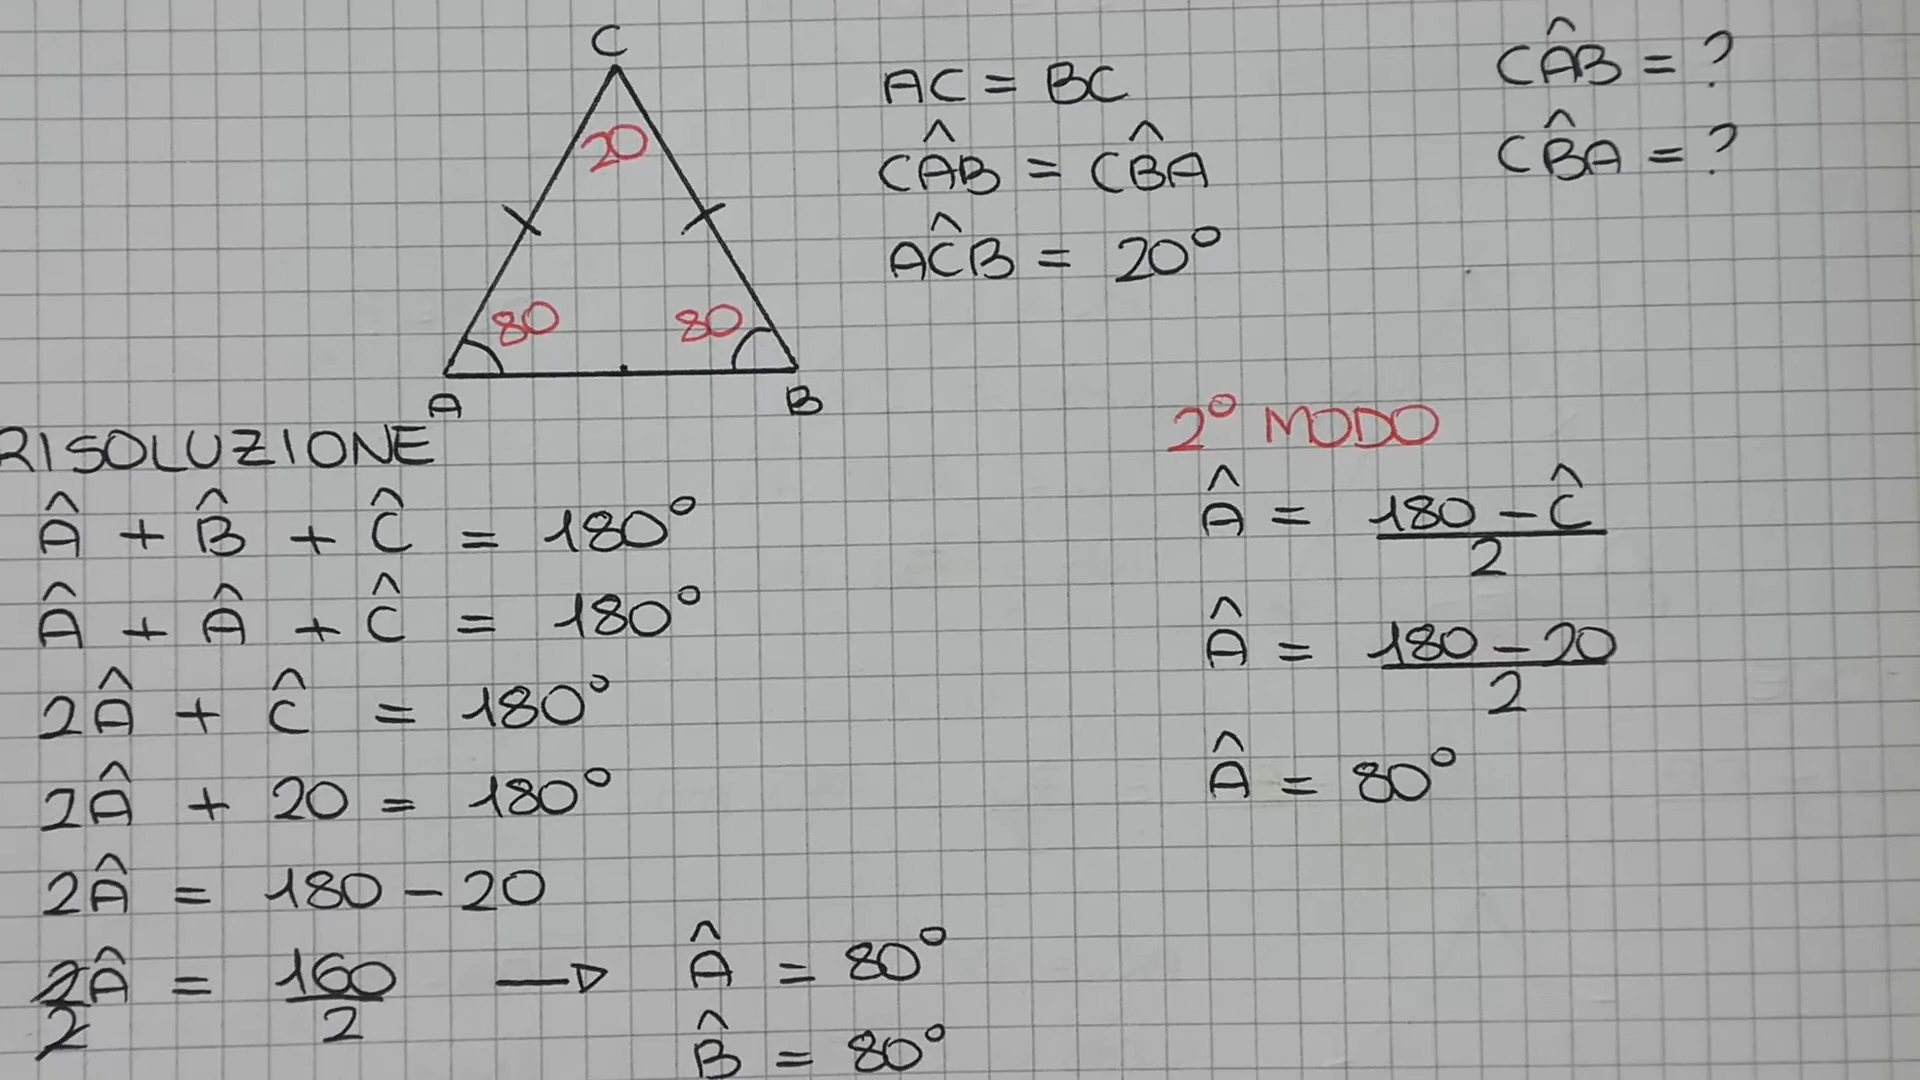 C
20
80 80
A B
AC = BC
CÂB = CB̂A
AĈB = 20°
CÂB = ?
CB̂A = ?
RISOLUZIONE
Â + B̂ + Ĉ = 180°
Â + Â + Ĉ = 180°
2Â + Ĉ = 180°
2Â + 20 = 180°
2Â = 180 - 20
2Â/2 = 160/2 → Â = 80°
B̂ = 80°
2° MODO
Â = (180 - Ĉ)/2
Â = (180 - 20)/2
Â = 80°